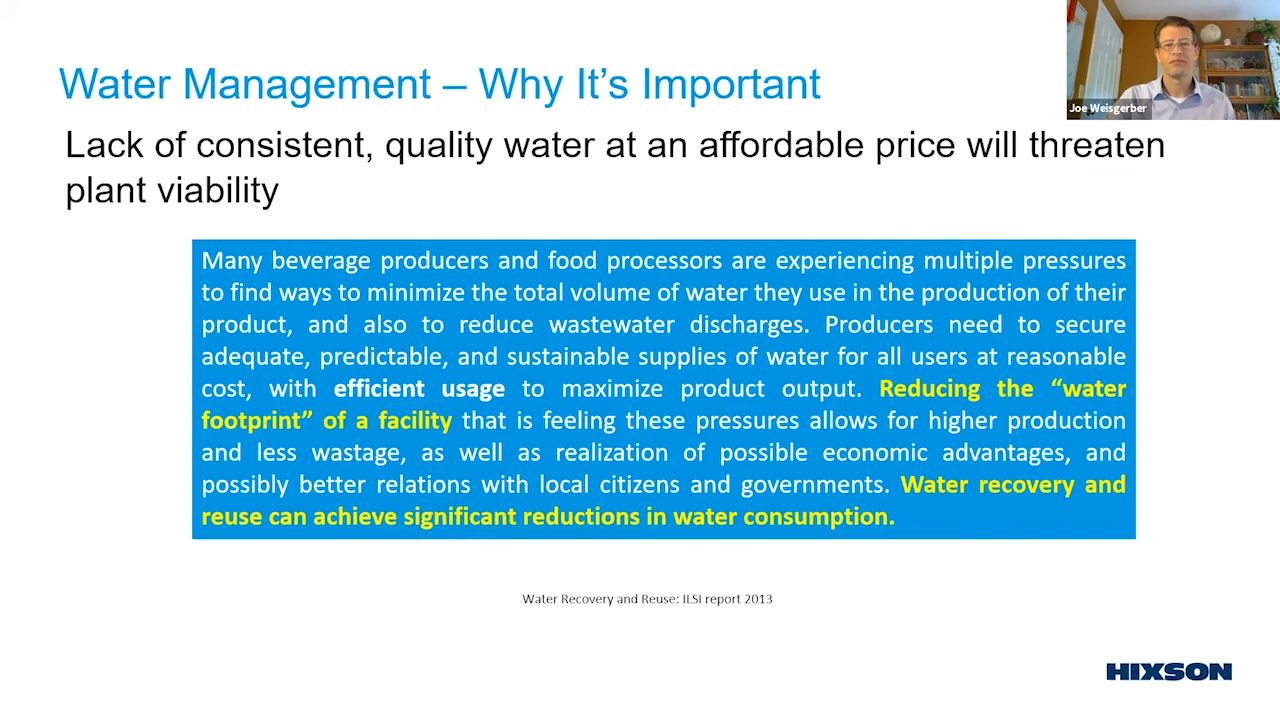 Water Management – Why It’s Important
Joe Weisgerber
Lack of consistent, quality water at an affordable price will threaten
plant viability
Many beverage producers and food processors are experiencing multiple pressures
to find ways to minimize the total volume of water they use in the production of their
product, and also to reduce wastewater discharges. Producers need to secure
adequate, predictable, and sustainable supplies of water for all users at reasonable
cost, with efficient usage to maximize product output. Reducing the “water
footprint” of a facility that is feeling these pressures allows for higher production
and less wastage, as well as realization of possible economic advantages, and
possibly better relations with local citizens and governments. Water recovery and
reuse can achieve significant reductions in water consumption.
Water Recovery and Reuse: ILSI report 2013
HIXSON